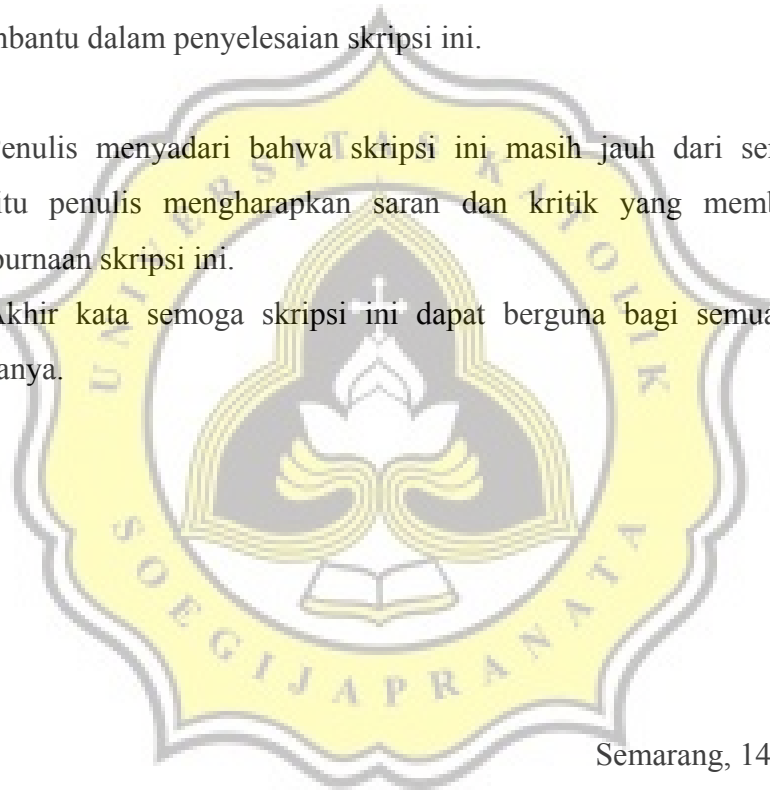 mbantu dalam penyelesaian skripsi ini.
enulis menyadari bahwa skripsi ini masih jauh dari se
itu penulis mengharapkan saran dan kritik yang memb
purnaan skripsi ini.
Akhir kata semoga skripsi ini dapat berguna bagi semua
anya.
UNIVERSITAS KATOLIK
SOEGIJAPRANATA
Semarang, 14